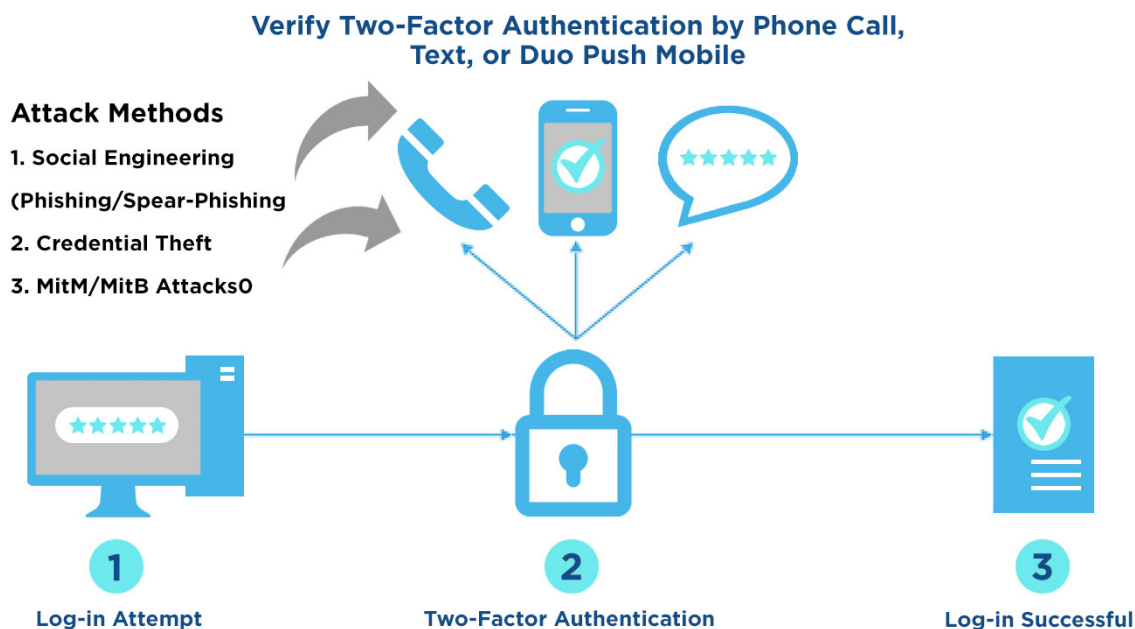 Verify Two-Factor Authentication by Phone Call,
Text, or Duo Push Mobile
Attack Methods
1. Social Engineering
(Phishing/Spear-Phishing
2. Credential Theft
3. MitM/MitB Attacks0
1
2
3
Log-in Attempt
Two-Factor Authentication
Log-in Successful